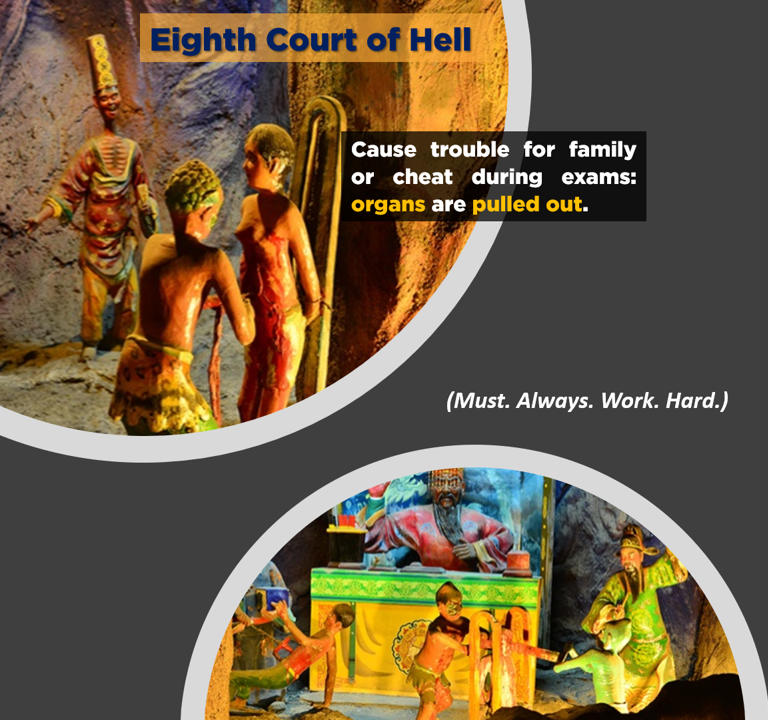 Eighth Court of Hell
Cause trouble for family
or cheat during exams:
organs are pulled out.
(Must. Always. Work. Hard.)